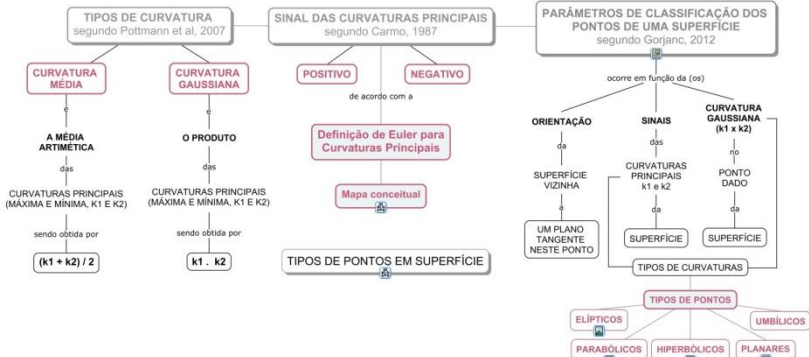 TIPOS DE CURVATURA
segundo Pottmann et al, 2007
CURVATURA
MÉDIA
é
A MÉDIA
ARTIMÉTICA
das
CURVATURAS PRINCIPAIS
(MÁXIMA E MÍNIMA, K1 E K2)
sendo obtida por
(k1 + k2) / 2
CURVATURA
GAUSSIANA
é
O PRODUTO
das
CURVATURAS PRINCIPAIS
(MÁXIMA E MÍNIMA, K1 E K2)
sendo obtida por
k1 . k2
SINAL DAS CURVATURAS PRINCIPAIS
segundo Carmo, 1987
POSITIVO
NEGATIVO
de acordo com a
Definição de Euler para
Curvaturas Principais
Mapa conceitual
TIPOS DE PONTOS EM SUPERFÍCIE
PARÂMETROS DE CLASSIFICAÇÃO DOS
PONTOS DE UMA SUPERFÍCIE
segundo Gorjanc, 2012
ocorre em função da (os)
ORIENTAÇÃO
da
SUPERFÍCIE
VIZINHA
a
UM PLANO
TANGENTE
NESTE PONTO
SINAIS
das
CURVATURAS
PRINCIPAIS
k1 e k2
da
SUPERFÍCIE
CURVATURA
GAUSSIANA
(k1 x k2)
no
PONTO
DADO
da
SUPERFÍCIE
TIPOS DE CURVATURAS
TIPOS DE PONTOS
ELÍPTICOS
UMBÍLICOS
PARABÓLICOS
HIPERBÓLICOS
PLANARES